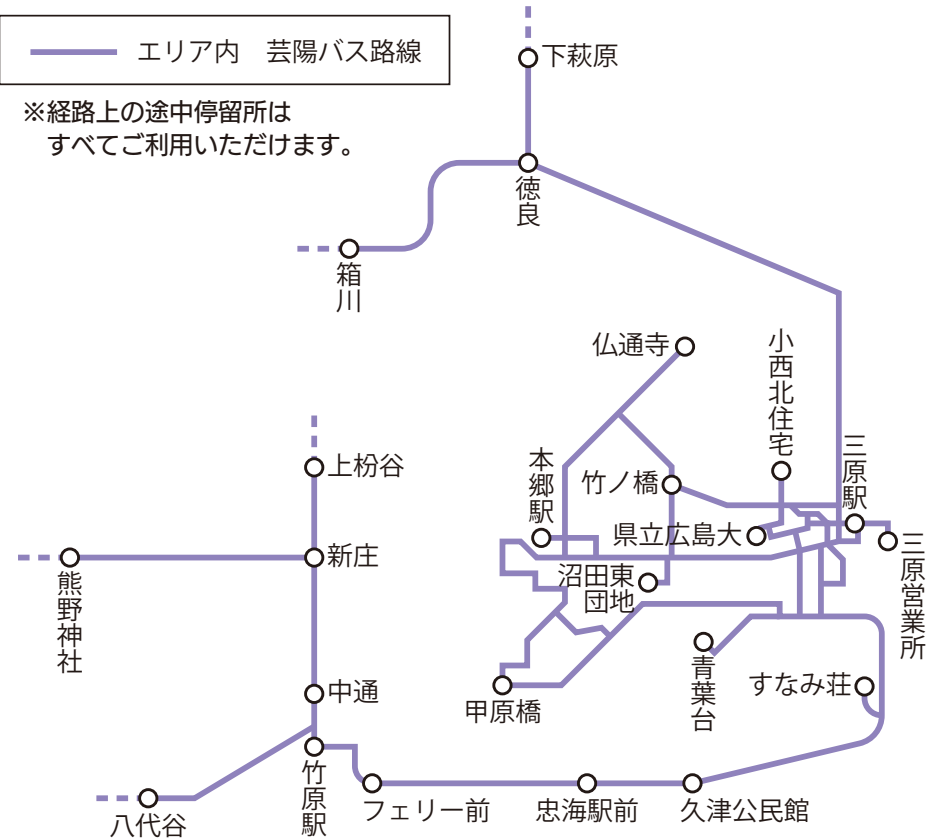 エリア内　芸陽バス路線
※経路上の途中停留所は
すべてご利用いただけます。
下萩原
徳良
箱川
仏通寺
小西北住宅
三原駅
上枌谷
本郷駅
竹ノ橋
県立広島大
三原営業所
新庄
熊野神社
沼田東
団地
青葉台
すなみ荘
中通
甲原橋
竹原駅
八代谷
フェリー前
忠海駅前
久津公民館